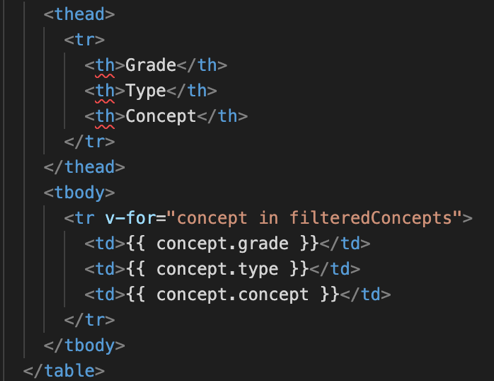 <thead>
<tr>
<th>Grade</th>
<th>Type</th>
<th>Concept</th>
</tr>
</thead>
<tbody>
<tr v-for="concept in filteredConcepts">
<td>{{ concept.grade }}</td>
<td>{{ concept.type }}</td>
<td>{{ concept.concept }}</td>
</tr>
</tbody>
</table>